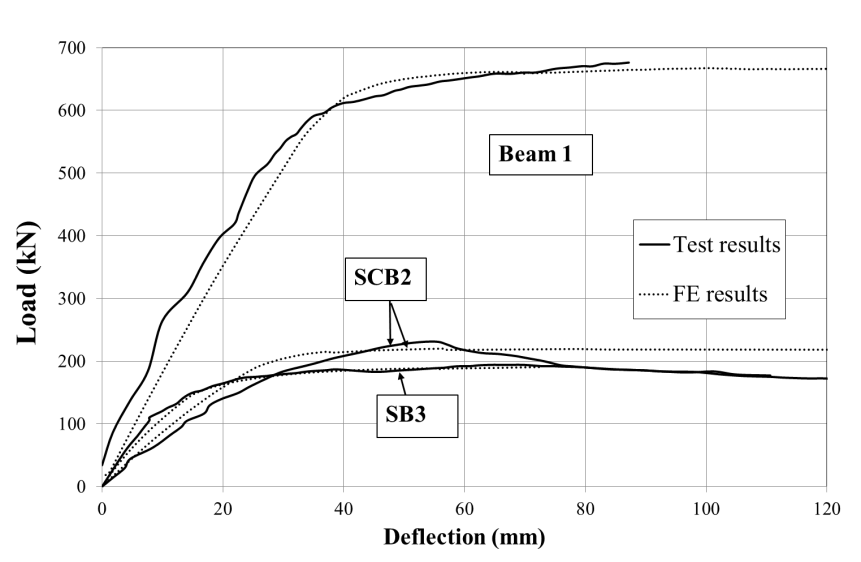 700
600
500
400
300
200
100
0
Load (kN)
Beam 1
Test results
FE results
SCB2
SB3
0 20 40 60 80 100 120
Deflection (mm)